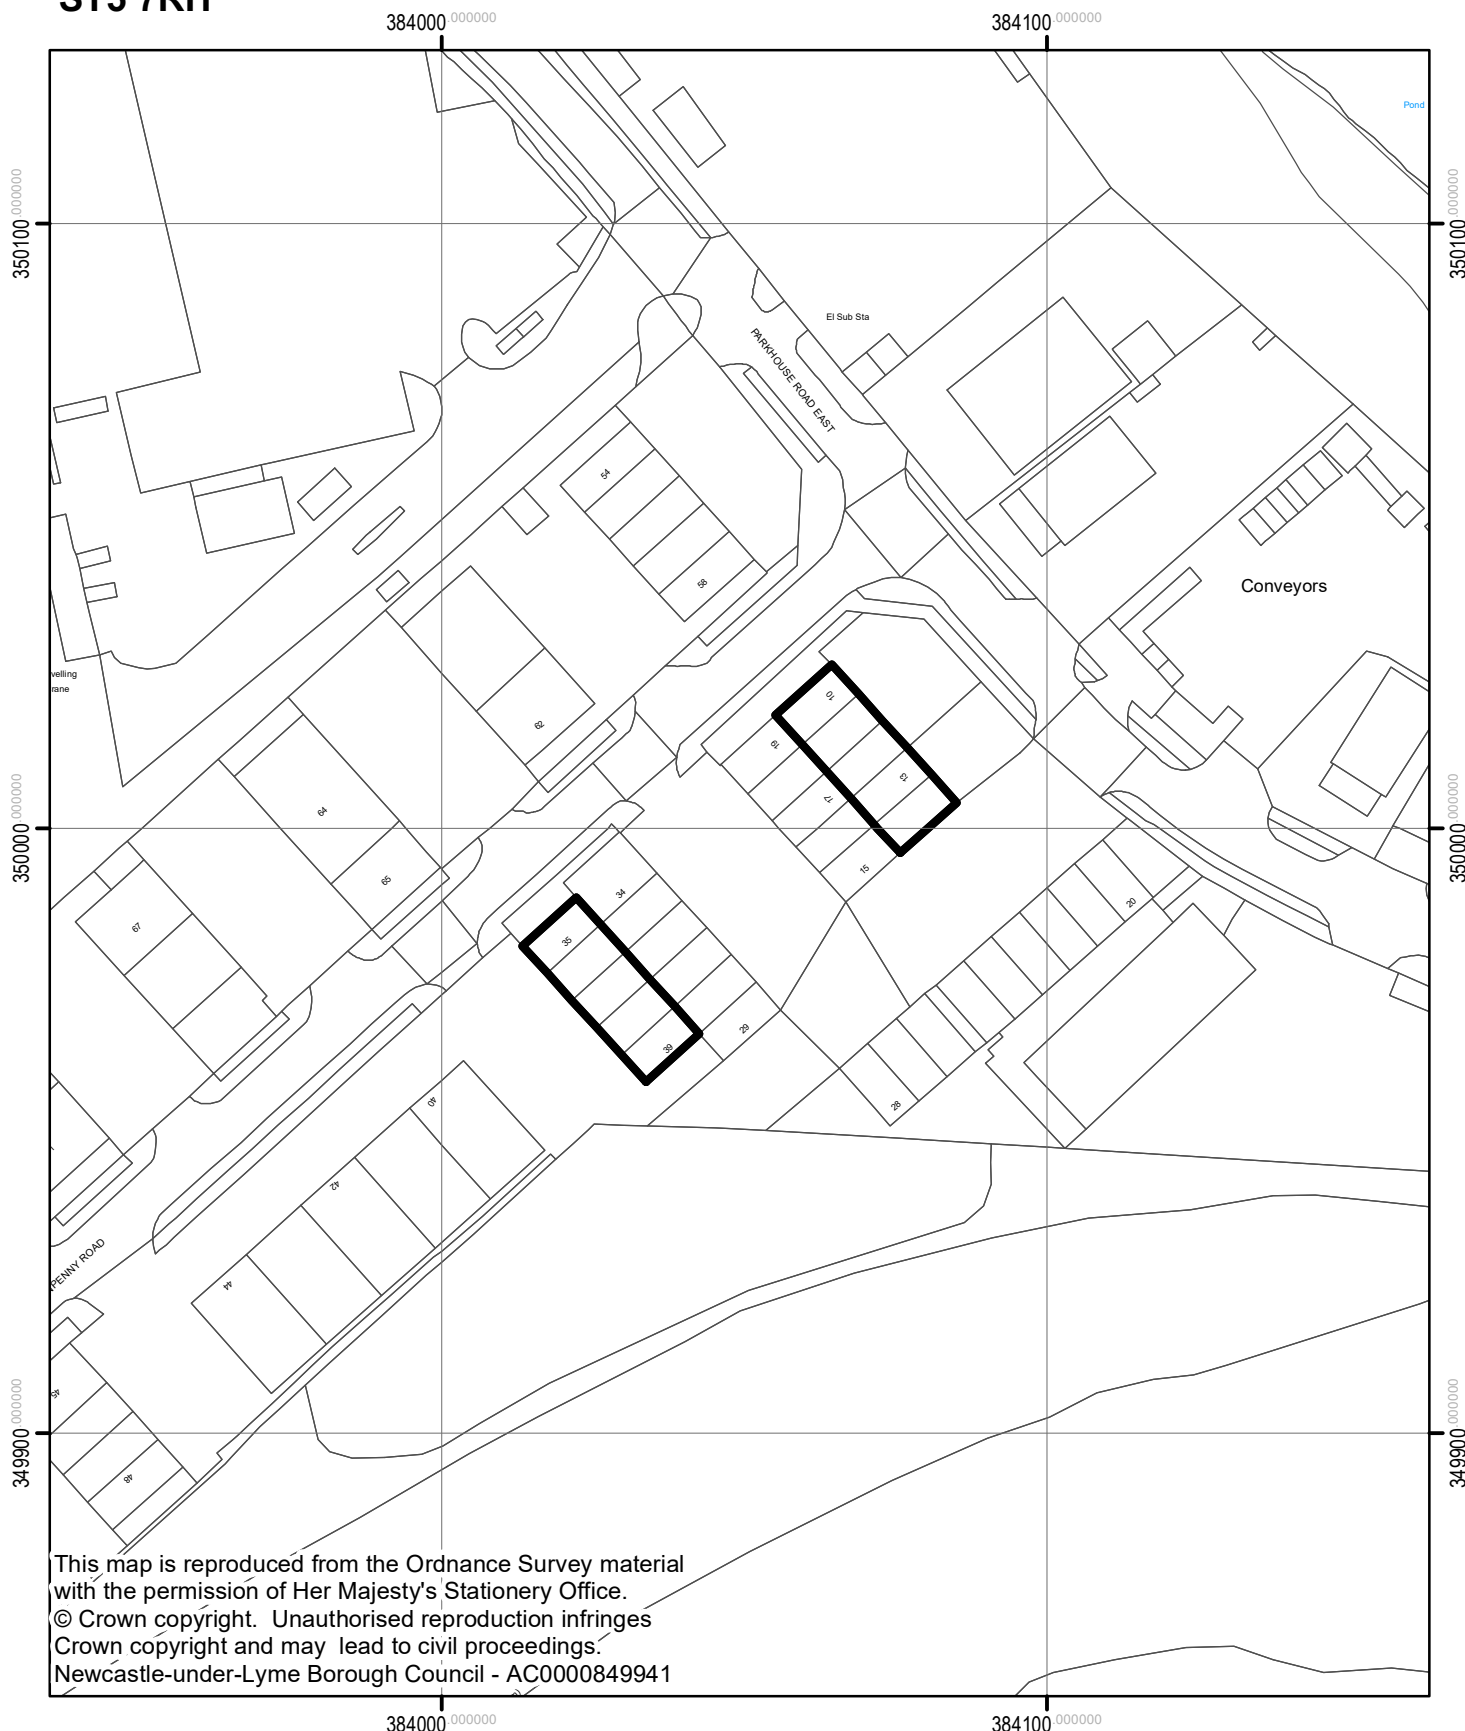 ST5 7RH
384000.000000
384100.000000
350100.000000
350100.000000
Pond
El Sub Sta
PARKHOUSE ROAD EAST
54
58
Conveyors
velling
rane
62
10
19
13
17
15
350000.000000
350000.000000
64
65
67
34
35
20
29
39
28
40
42
44
PENNY ROAD
45
48
349900.000000
349900.000000
This map is reproduced from the Ordnance Survey material
with the permission of Her Majesty's Stationery Office.
© Crown copyright. Unauthorised reproduction infringes
Crown copyright and may lead to civil proceedings.
Newcastle-under-Lyme Borough Council - AC0000849941
384000.000000
384100.000000